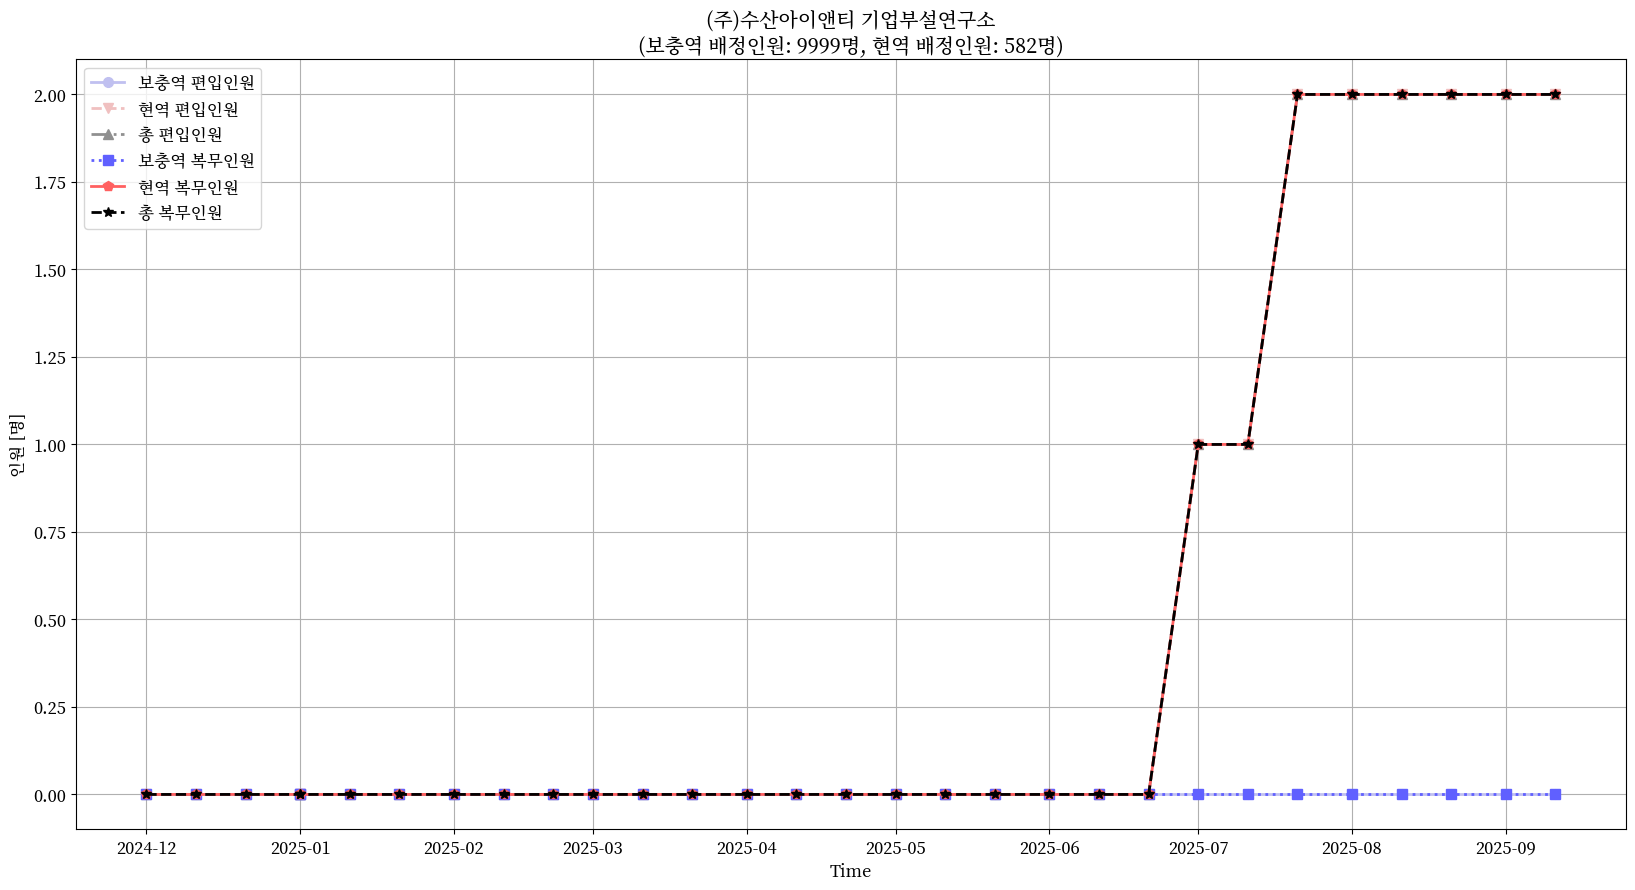 (주)수산아이앤티 기업부설연구소
(보충역 배정인원: 9999명, 현역 배정인원: 582명)
보충역 편입인원
현역 편입인원
총 편입인원
보충역 복무인원
현역 복무인원
총 복무인원
2.00
1.75
1.50
1.25
1.00
0.75
0.50
0.25
0.00
인원 [명]
2024-12
2025-01
2025-02
2025-03
2025-04
2025-05
2025-06
2025-07
2025-08
2025-09
Time